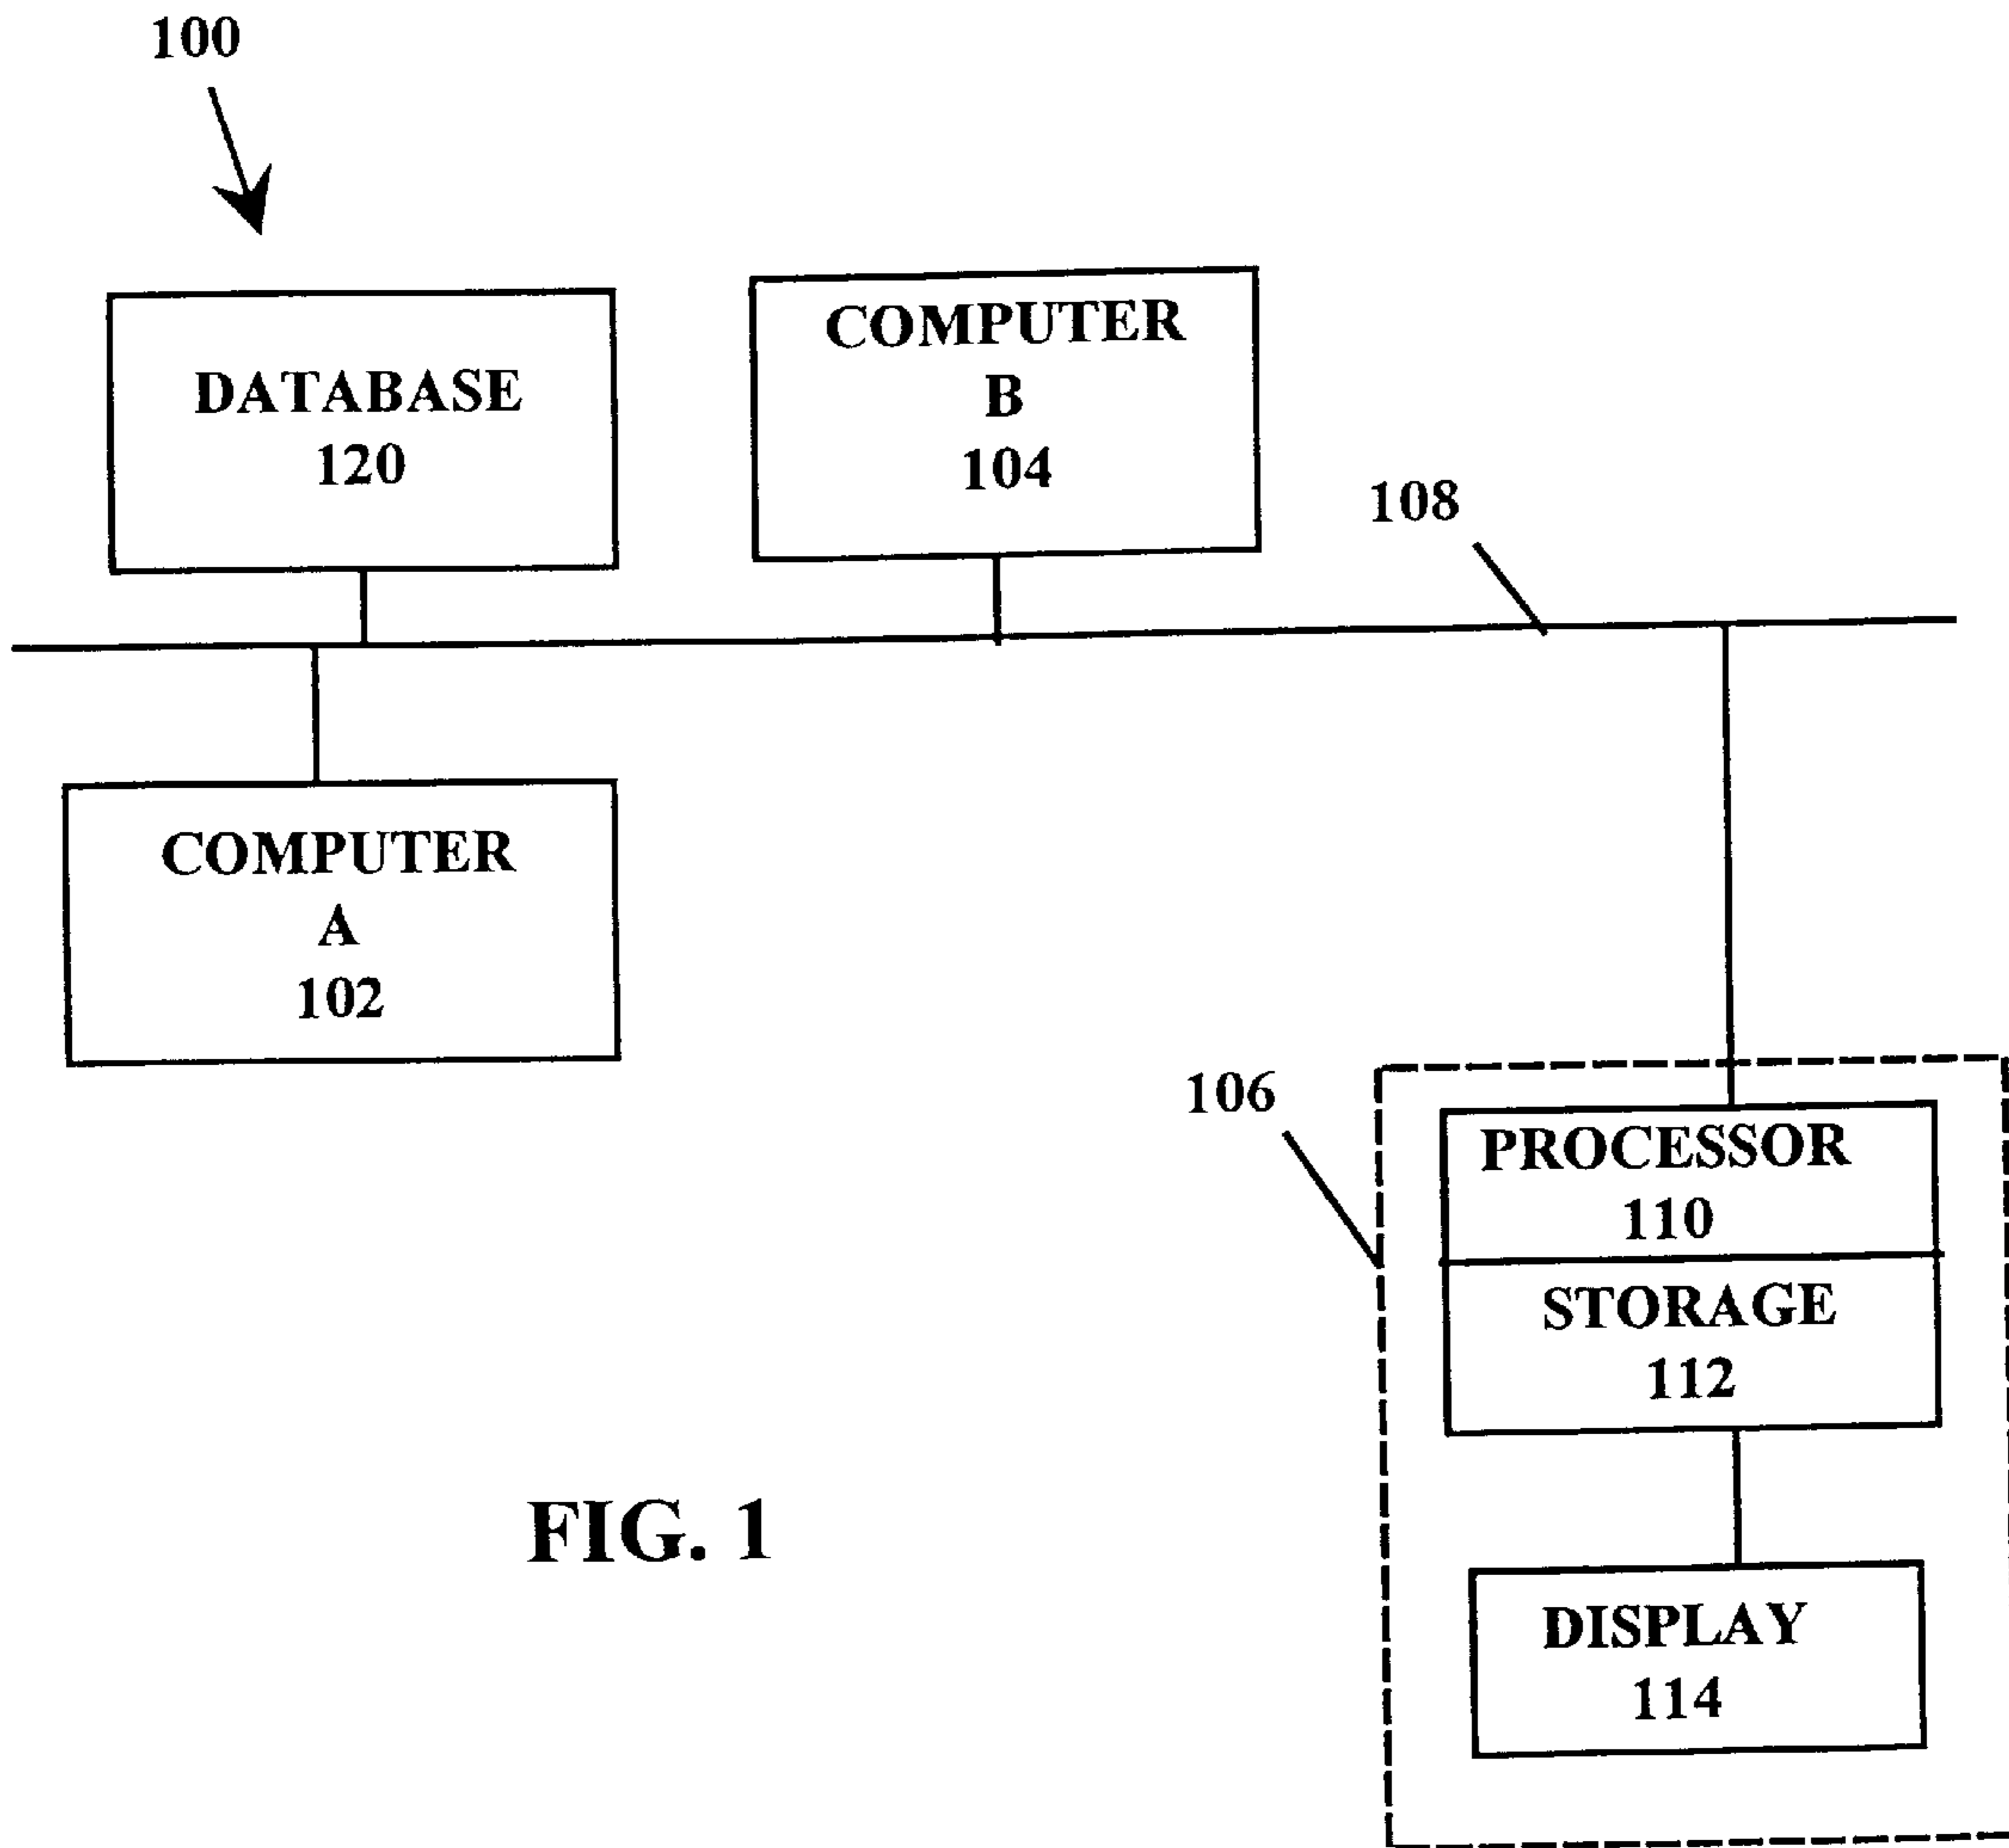 100
DATABASE
120
COMPUTER
B
104
108
COMPUTER
A
102
106
PROCESSOR
110
STORAGE
112
DISPLAY
114
FIG. 1